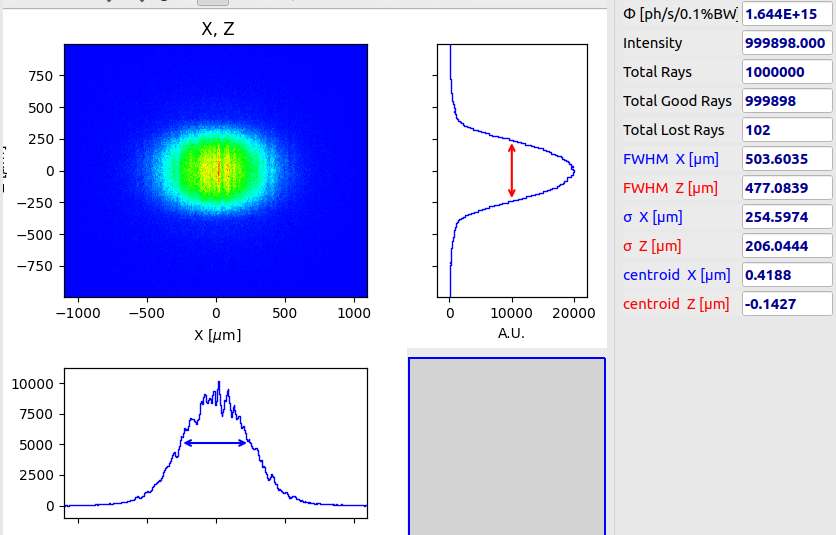 X, Z
750
500
250
0
−250
−500
−750
−1000 −500 0 500 1000
X [μm]
0 10000 20000
A.U.
10000
7500
5000
2500
0
Φ [ph/s/0.1%BW] 1.644E+15
Intensity 999898.000
Total Rays 1000000
Total Good Rays 999898
Total Lost Rays 102
FWHM X [μm] 503.6035
FWHM Z [μm] 477.0839
σ X [μm] 254.5974
σ Z [μm] 206.0444
centroid X [μm] 0.4188
centroid Z [μm] -0.1427